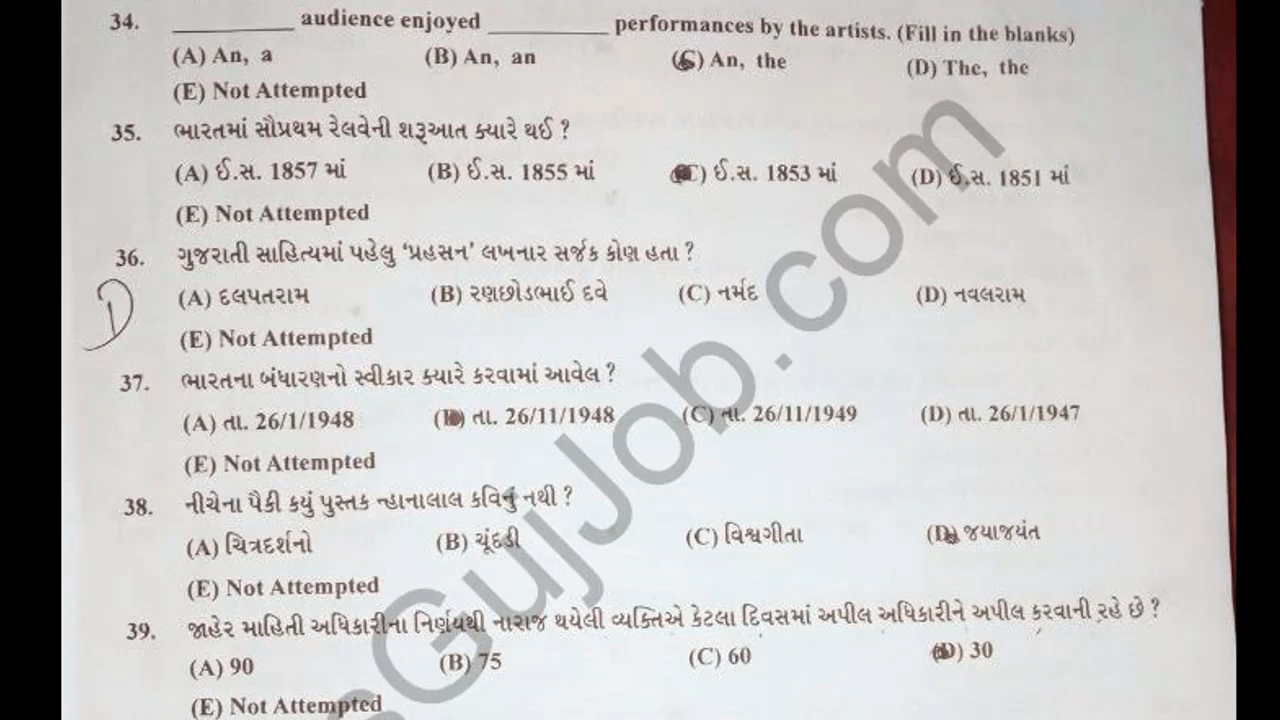 34. __________ audience enjoyed __________ performances by the artists. (Fill in the blanks)
(A) An, a (B) An, an (C) An, the (D) The, the
(E) Not Attempted
35. ભારતમાં સૌપ્રથમ રેલવેની શરૂઆત ક્યારે થઈ ?
(A) ઈ.સ. 1857 માં (B) ઈ.સ. 1855 માં (C) ઈ.સ. 1853 માં (D) ઈ.સ. 1851 માં
(E) Not Attempted
36. ગુજરાતી સાહિત્યમાં પહેલુ ‘પ્રહસન’ લખનાર સર્જક કોણ હતા ?
D (A) દલપતરામ (B) રણછોડભાઈ દવે (C) નર્મદ (D) નવલરામ
(E) Not Attempted
37. ભારતના બંધારણનો સ્વીકાર ક્યારે કરવામાં આવેલ ?
(A) તા. 26/1/1948 (B) તા. 26/11/1948 (C) તા. 26/11/1949 (D) તા. 26/1/1947
(E) Not Attempted
38. નીચેના પૈકી કયું પુસ્તક ન્હાનાલાલ કવિનું નથી ?
(A) ચિત્રદર્શનો (B) ચૂંદડી (C) વિશ્વગીતા (D) જયાજયંત
(E) Not Attempted
39. જાહેર માહિતી અધિકારીના નિર્ણયથી નારાજ થયેલી વ્યક્તિએ કેટલા દિવસમાં અપીલ અધિકારીને અપીલ કરવાની રહે છે ?
(A) 90 (B) 75 (C) 60 (D) 30
(E) Not Attempted
sGujJob.com